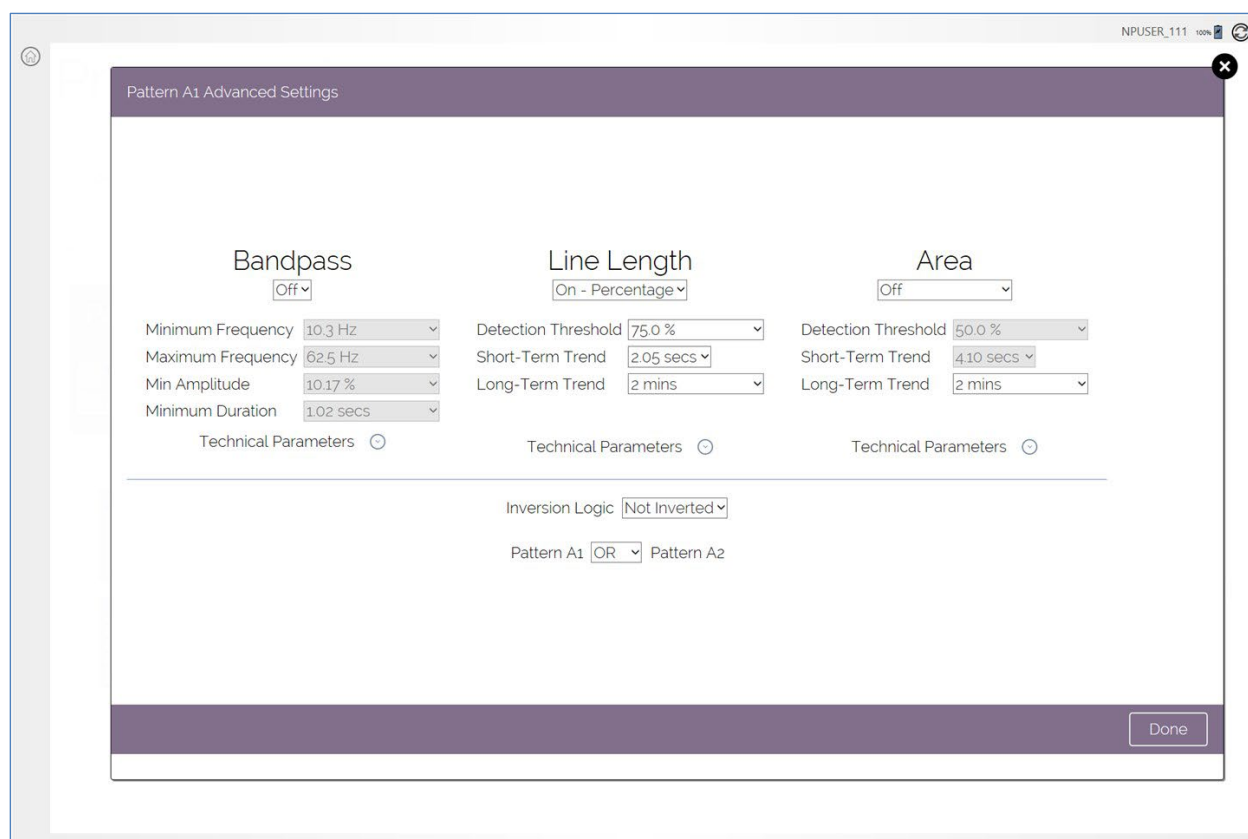 NPUSER_111 100%
Pattern A1 Advanced Settings
Bandpass
Off
Minimum Frequency 10.3 Hz
Maximum Frequency 62.5 Hz
Min Amplitude 10.17 %
Minimum Duration 1.02 secs
Technical Parameters
Line Length
On - Percentage
Detection Threshold 75.0 %
Short-Term Trend 2.05 secs
Long-Term Trend 2 mins
Technical Parameters
Area
Off
Detection Threshold 50.0 %
Short-Term Trend 4.10 secs
Long-Term Trend 2 mins
Technical Parameters
Inversion Logic Not Inverted
Pattern A1 OR Pattern A2
Done